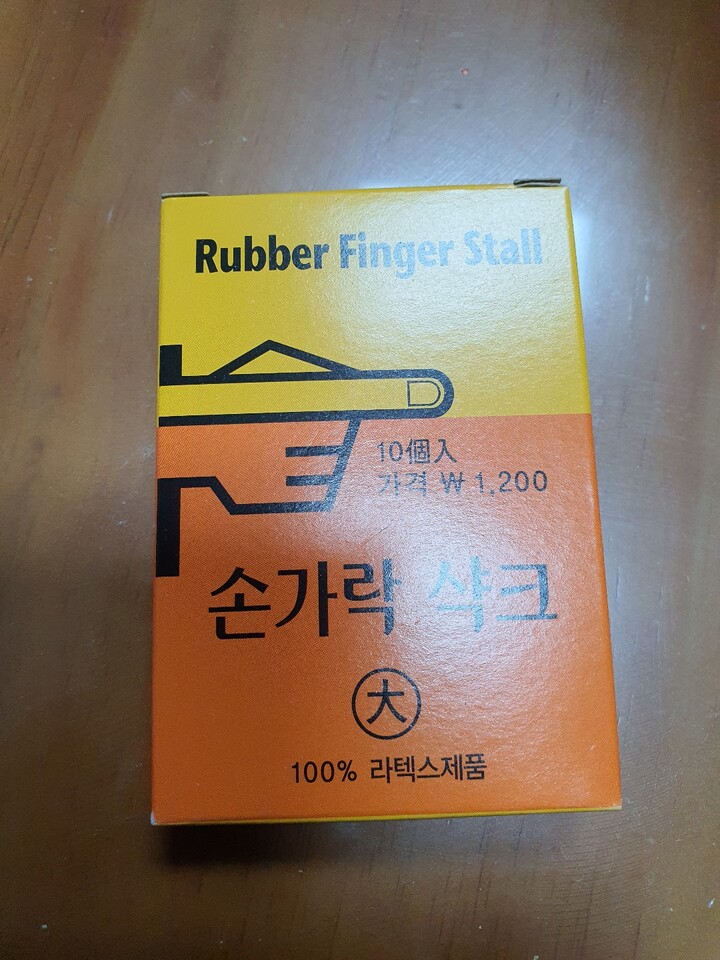 Rubber Finger Stall
10個入
가격 ₩ 1,200
손가락 삭크
大
100% 라텍스제품